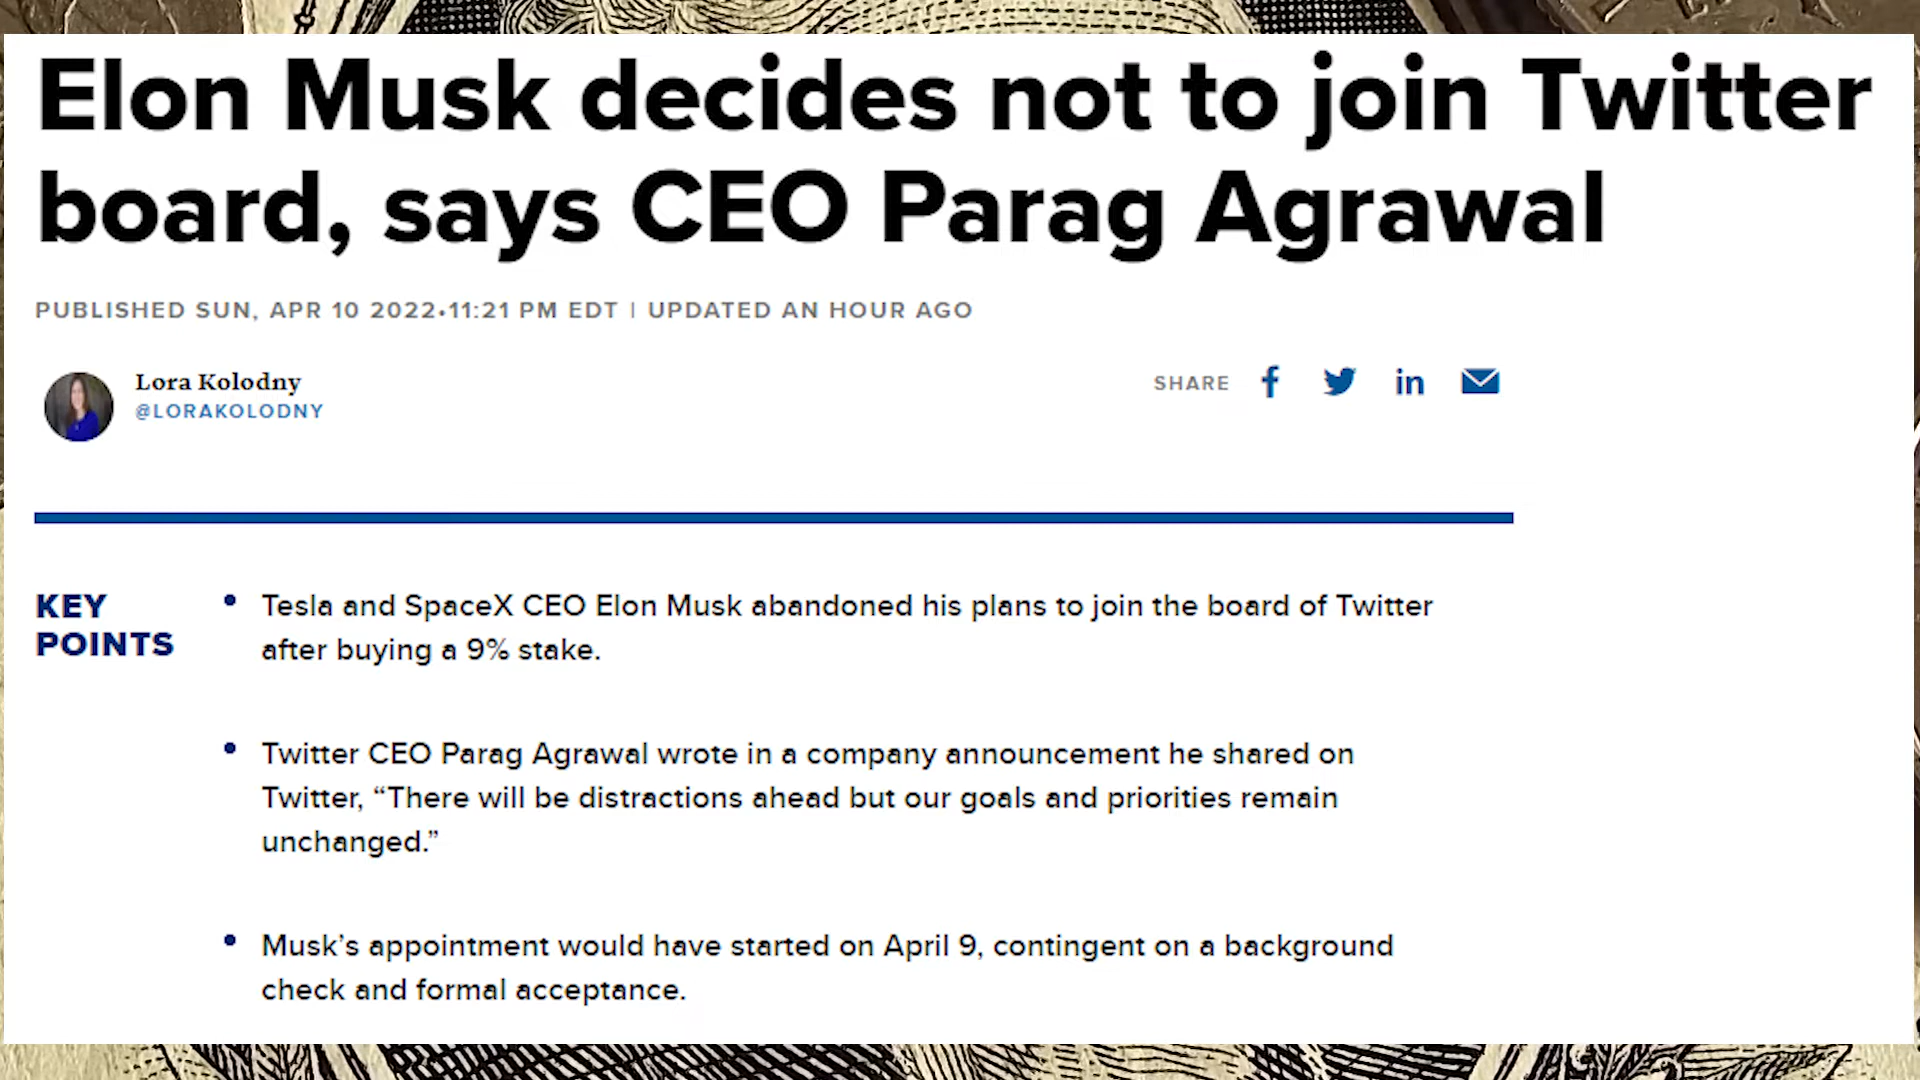 Elon Musk decides not to join Twitter
board, says CEO Parag Agrawal
PUBLISHED SUN, APR 10 2022•11:21 PM EDT | UPDATED AN HOUR AGO
Lora Kolodny
@LORAKOLODNY
SHARE
KEY
POINTS
• Tesla and SpaceX CEO Elon Musk abandoned his plans to join the board of Twitter
after buying a 9% stake.
• Twitter CEO Parag Agrawal wrote in a company announcement he shared on
Twitter, “There will be distractions ahead but our goals and priorities remain
unchanged.”
• Musk’s appointment would have started on April 9, contingent on a background
check and formal acceptance.